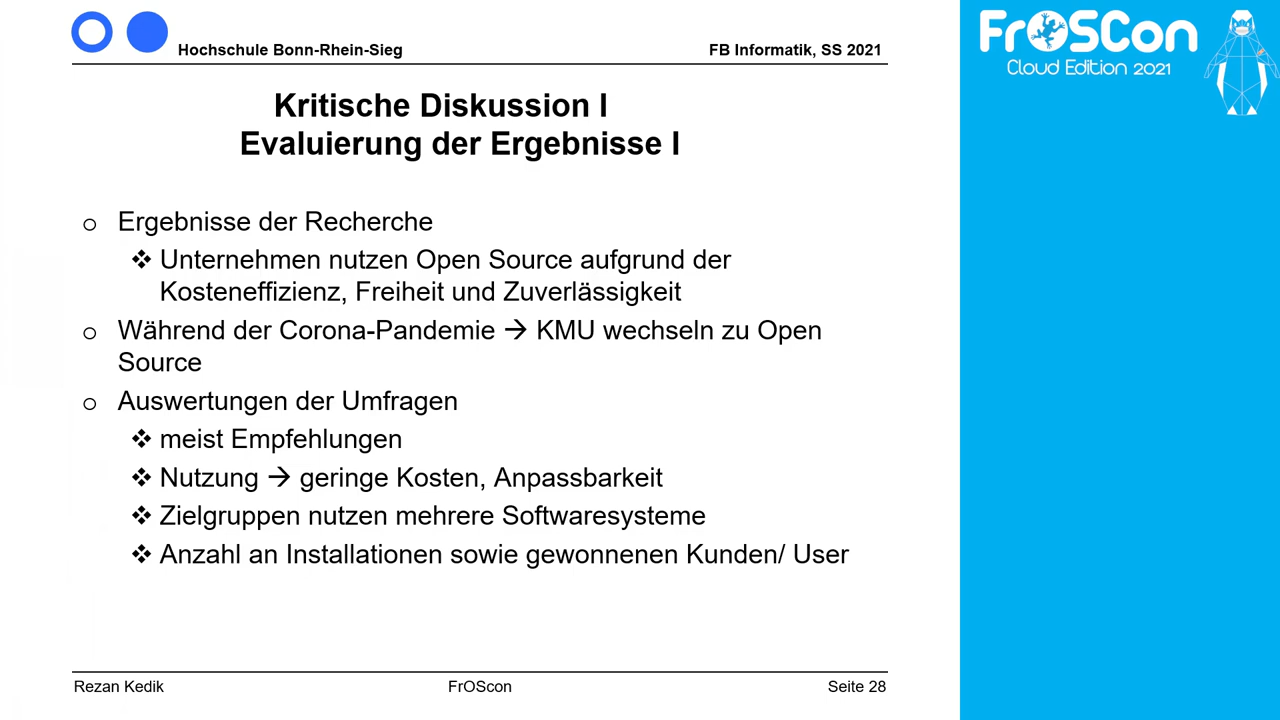 Hochschule Bonn-Rhein-Sieg
FB Informatik, SS 2021
Kritische Diskussion I
Evaluierung der Ergebnisse I
o Ergebnisse der Recherche
❖ Unternehmen nutzen Open Source aufgrund der
Kosteneffizienz, Freiheit und Zuverlässigkeit
o Während der Corona-Pandemie → KMU wechseln zu Open
Source
o Auswertungen der Umfragen
❖ meist Empfehlungen
❖ Nutzung → geringe Kosten, Anpassbarkeit
❖ Zielgruppen nutzen mehrere Softwaresysteme
❖ Anzahl an Installationen sowie gewonnenen Kunden/ User
Rezan Kedik
FrOScon
Seite 28
FrOSCon
Cloud Edition 2021